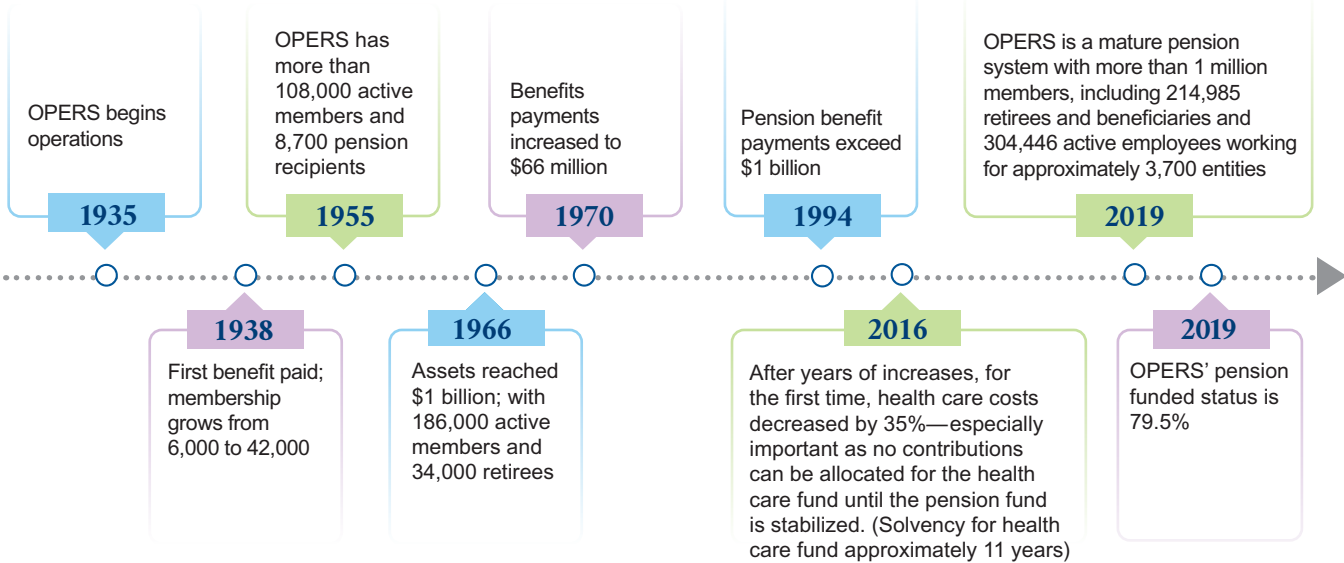 OPERS begins
operations
1935
1938
First benefit paid;
membership
grows from
6,000 to 42,000
OPERS has
more than
108,000 active
members and
8,700 pension
recipients
1955
1966
Assets reached
$1 billion; with
186,000 active
members and
34,000 retirees
Benefits
payments
increased to
$66 million
1970
Pension benefit
payments exceed
$1 billion
1994
2016
After years of increases, for
the first time, health care costs
decreased by 35%—especially
important as no contributions
can be allocated for the health
care fund until the pension fund
is stabilized. (Solvency for health
care fund approximately 11 years)
OPERS is a mature pension
system with more than 1 million
members, including 214,985
retirees and beneficiaries and
304,446 active employees working
for approximately 3,700 entities
2019
2019
OPERS’ pension
funded status is
79.5%